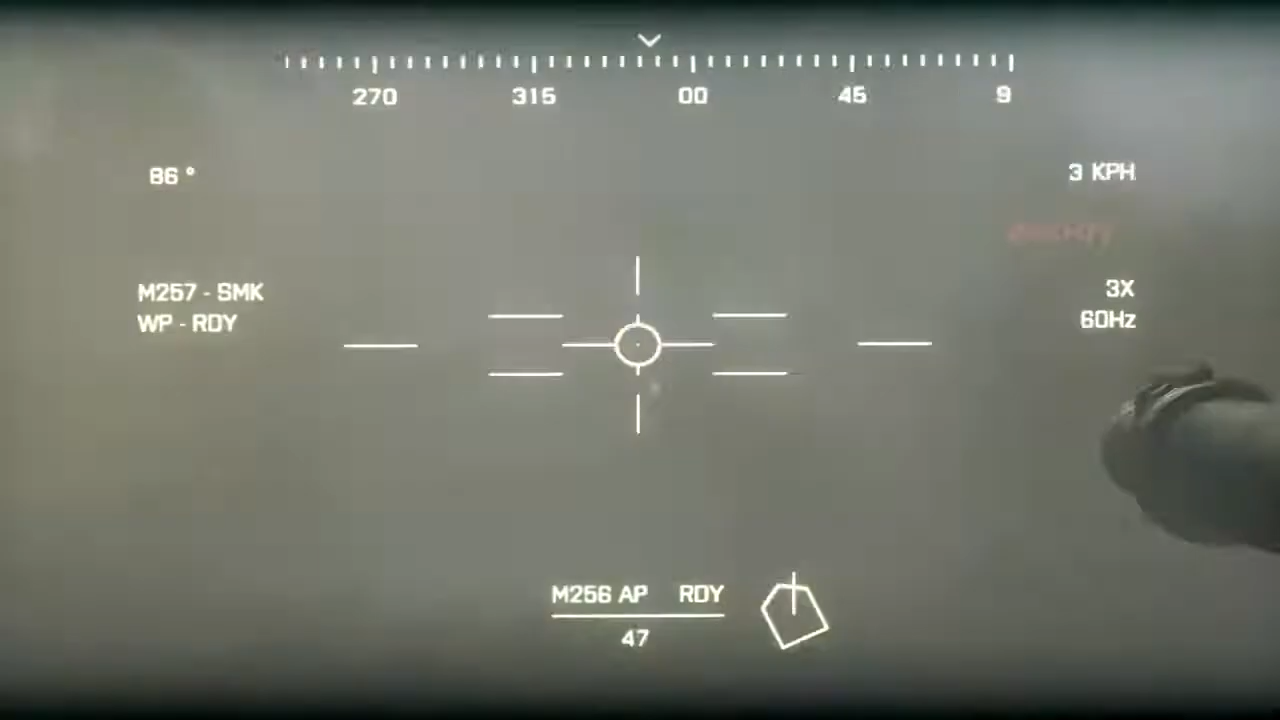 270 315 00 45 9
86 °
3 KPH
M257 - SMK
WP - RDY
3X
60Hz
M256 AP RDY
47